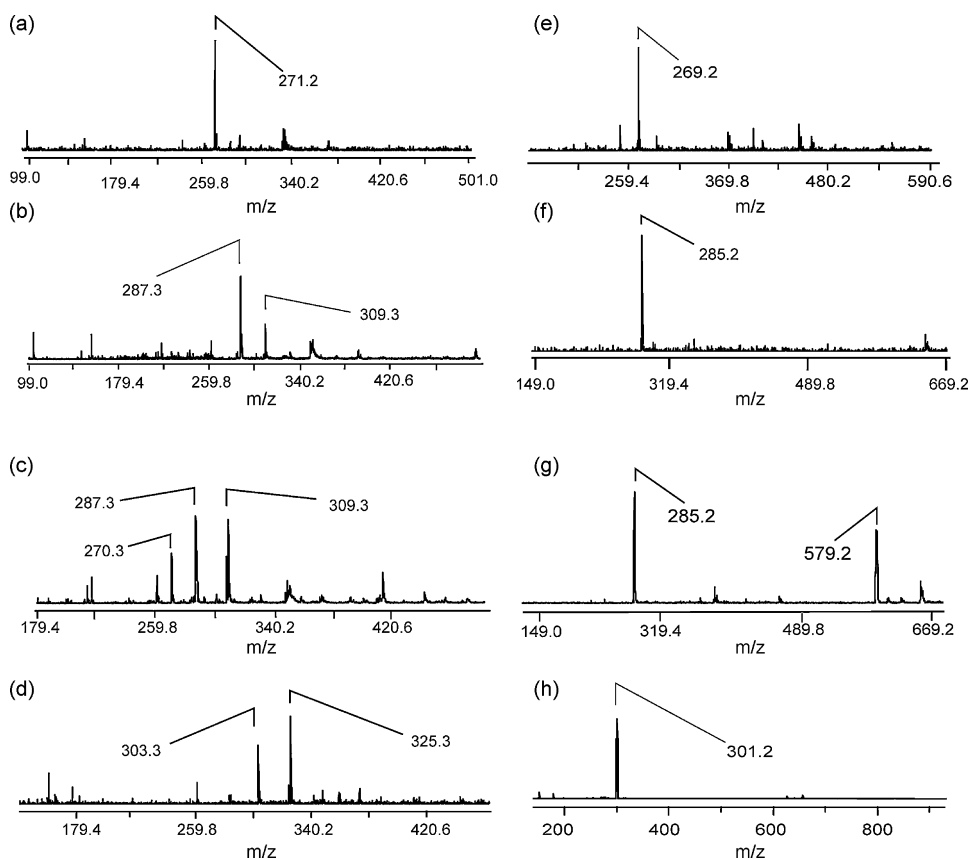 (a)
271.2
99.0 179.4 259.8 340.2 420.6 501.0
m/z
(b)
287.3
309.3
99.0 179.4 259.8 340.2 420.6
m/z
(c)
287.3
309.3
270.3
179.4 259.8 340.2 420.6
m/z
(d)
303.3
325.3
179.4 259.8 340.2 420.6
m/z
(e)
269.2
259.4 369.8 480.2 590.6
m/z
(f)
285.2
149.0 319.4 489.8 669.2
m/z
(g)
285.2
579.2
149.0 319.4 489.8 669.2
m/z
(h)
301.2
200 400 600 800
m/z